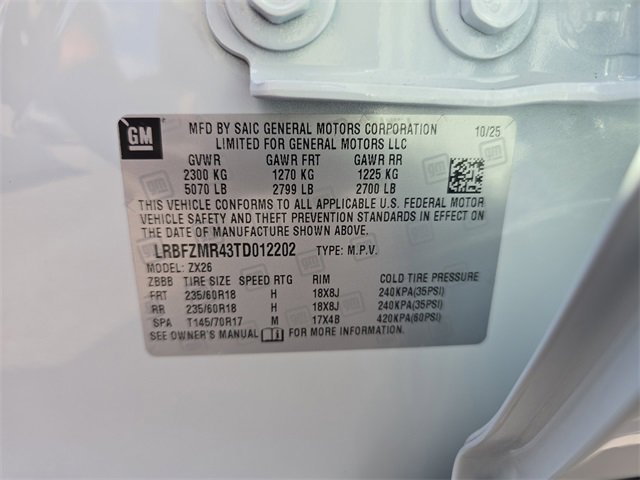 GM
MFD BY SAIC GENERAL MOTORS CORPORATION 10/25
LIMITED FOR GENERAL MOTORS LLC
GVWR GAWR FRT GAWR RR
2300 KG 1270 KG 1225 KG
5070 LB 2799 LB 2700 LB
THIS VEHICLE CONFORMS TO ALL APPLICABLE U.S. FEDERAL MOTOR
VEHICLE SAFETY AND THEFT PREVENTION STANDARDS IN EFFECT ON
THE DATE OF MANUFACTURE SHOWN ABOVE.
LRBFZMR43TD012202 TYPE: M.P.V.
MODEL: ZX26
ZBBB TIRE SIZE SPEED RTG RIM COLD TIRE PRESSURE
FRT 235/60R18 H 18X8J 240KPA(35PSI)
RR 235/60R18 H 18X8J 240KPA(35PSI)
SPA T145/70R17 M 17X4B 420KPA(60PSI)
SEE OWNER'S MANUAL FOR MORE INFORMATION.